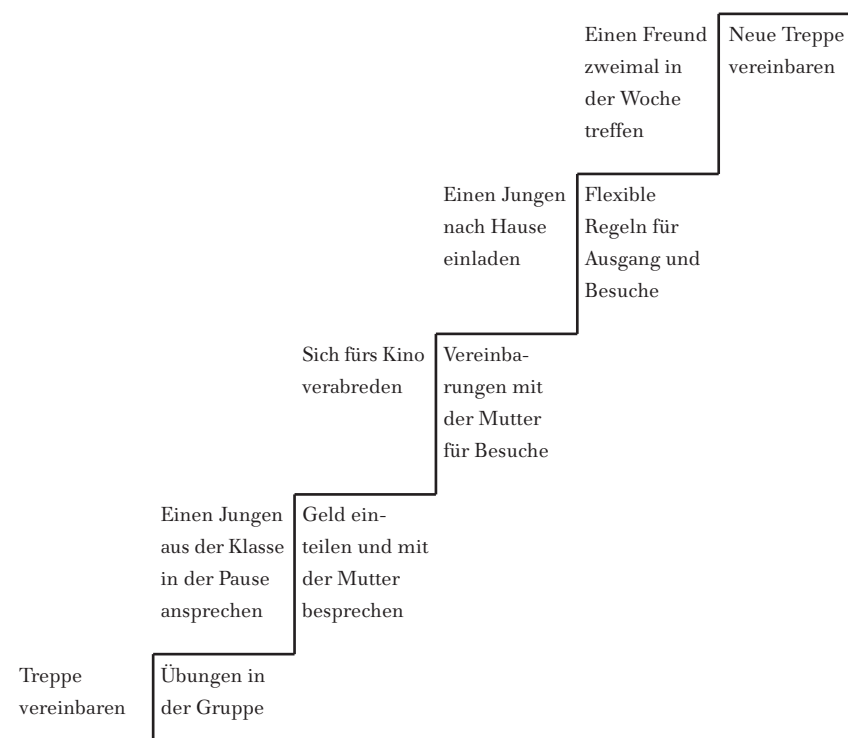 Einen Freund
zweimal in
der Woche
treffen
Neue Treppe
vereinbaren
Einen Jungen
nach Hause
einladen
Flexible
Regeln für
Ausgang und
Besuche
Sich fürs Kino
verabreden
Vereinba-
rungen mit
der Mutter
für Besuche
Einen Jungen
aus der Klasse
in der Pause
ansprechen
Geld ein-
teilen und mit
der Mutter
besprechen
Treppe
vereinbaren
Übungen in
der Gruppe